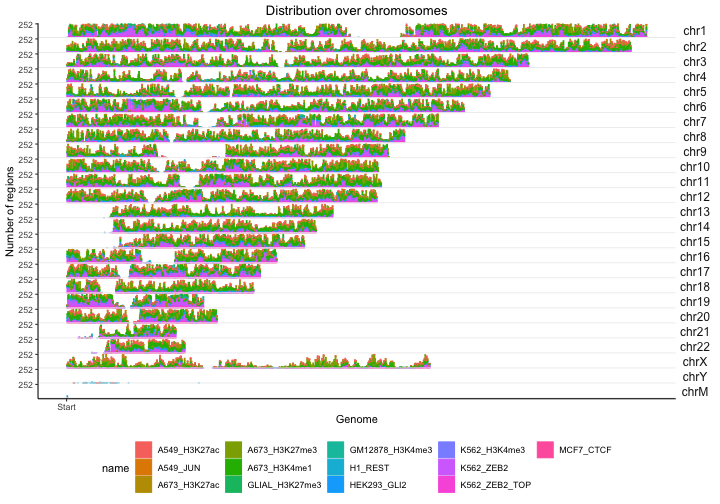 Distribution over chromosomes
Number of regions
252 chr1
252 chr2
252 chr3
252 chr4
252 chr5
252 chr6
252 chr7
252 chr8
252 chr9
252 chr10
252 chr11
252 chr12
252 chr13
252 chr14
252 chr15
252 chr16
252 chr17
252 chr18
252 chr19
252 chr20
252 chr21
252 chr22
252 chrX
252 chrY
252 chrM
Start
Genome
name
A549_H3K27ac A673_H3K27me3 GM12878_H3K4me3 K562_H3K4me3 MCF7_CTCF
A549_JUN A673_H3K4me1 H1_REST K562_ZEB2
A673_H3K27ac GLIAL_H3K27me3 HEK293_GLI2 K562_ZEB2_TOP